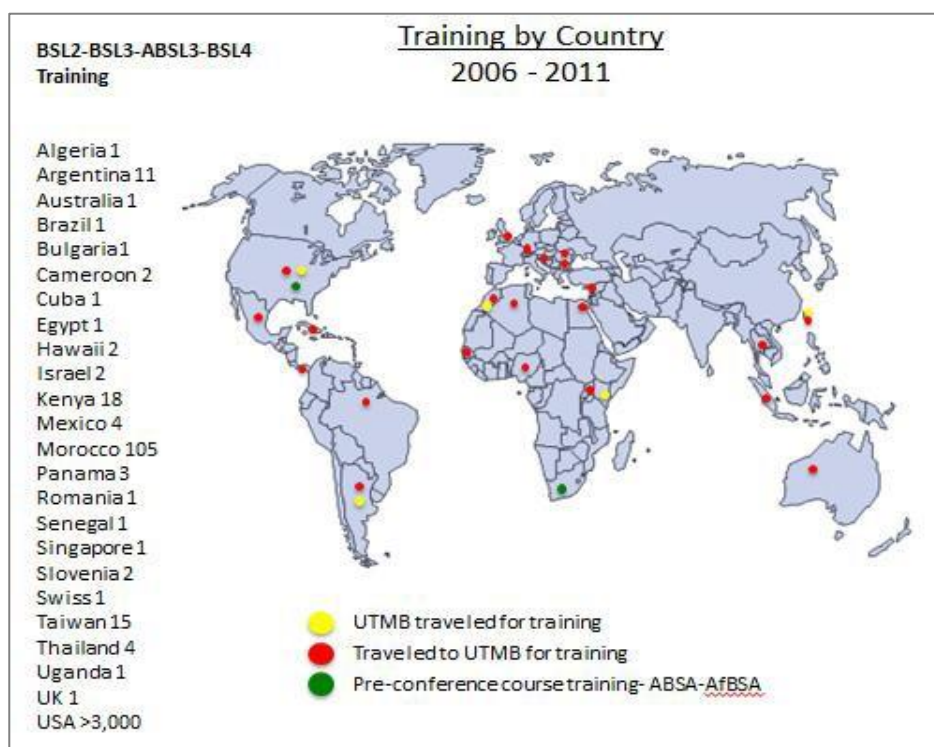 BSL2-BSL3-ABSL3-BSL4
Training
Training by Country
2006 - 2011
Algeria 1
Argentina 11
Australia 1
Brazil 1
Bulgaria 1
Cameroon 2
Cuba 1
Egypt 1
Hawaii 2
Israel 2
Kenya 18
Mexico 4
Morocco 105
Panama 3
Romania 1
Senegal 1
Singapore 1
Slovenia 2
Swiss 1
Taiwan 15
Thailand 4
Uganda 1
UK 1
USA >3,000
UTMB traveled for training
Traveled to UTMB for training
Pre-conference course training- ABSA-AfBSA